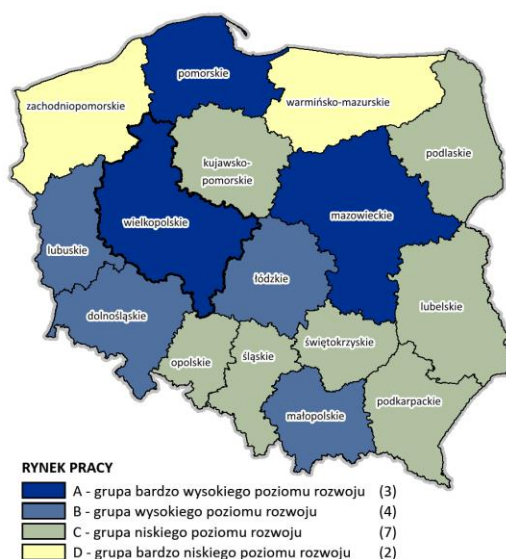 pomorskie
zachodniopomorskie
warmińsko-mazurskie
podlaskie
kujawsko-
pomorskie
wielkopolskie
mazowieckie
lubuskie
łódzkie
lubelskie
dolnośląskie
świętokrzyskie
opolskie
śląskie
podkarpackie
małopolskie
RYNEK PRACY
A - grupa bardzo wysokiego poziomu rozwoju (3)
B - grupa wysokiego poziomu rozwoju (4)
C - grupa niskiego poziomu rozwoju (7)
D - grupa bardzo niskiego poziomu rozwoju (2)